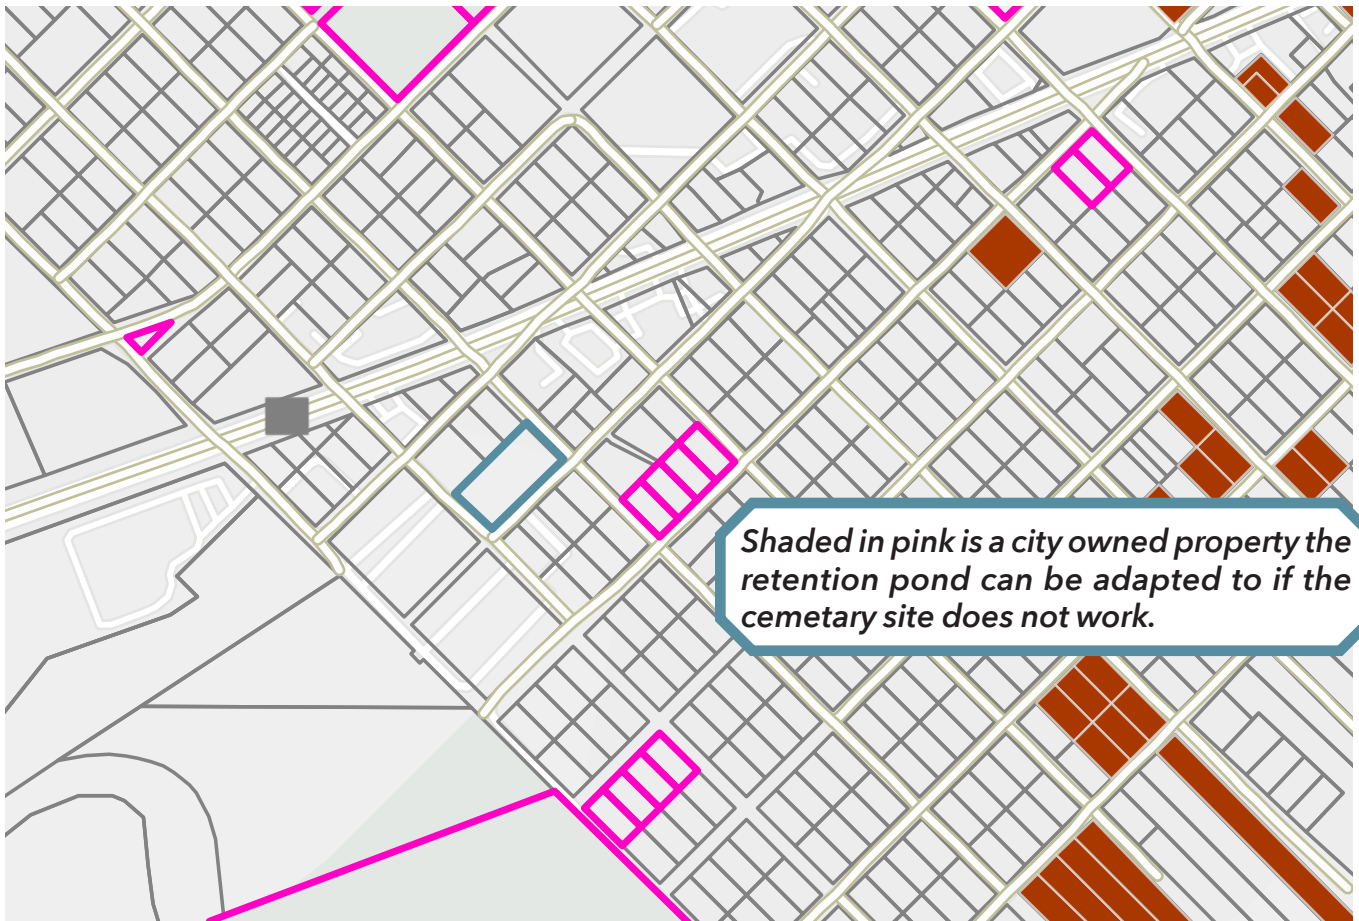 Shaded in pink is a city owned property the
retention pond can be adapted to if the
cemetary site does not work.